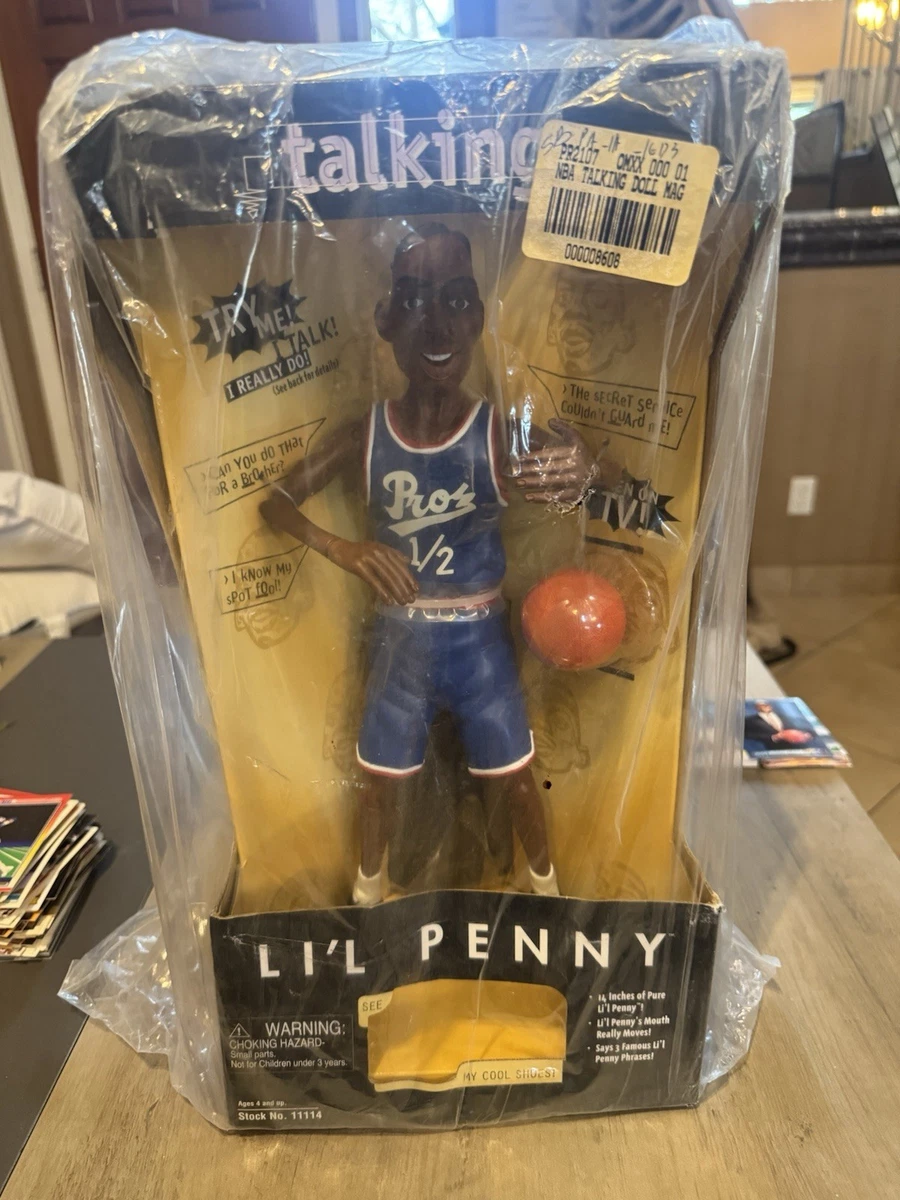 talking
PR2107 OMXX 000 01
NBA TALKING DOLL MAG
000008608
TRY
ME!
I TALK!
I REALLY DO!
(See back for details)
> THe sEcReT seRvice
CoUldn't GUArd mE!
> CAn YOU dO THaT
FOR a BrOtHer?
ON
TV!
> I kNOw MY
sPoT fOol!
Pros
1/2
LI'L PENNY™
SEE
MY COOL SHOES!
WARNING:
CHOKING HAZARD-
Small parts.
Not for Children under 3 years.
Ages 4 and up.
Stock No. 11114
• 14 Inches of Pure
Li'l Penny™!
• Li'l Penny's Mouth
Really Moves!
• Says 3 Famous Li'l
Penny Phrases!